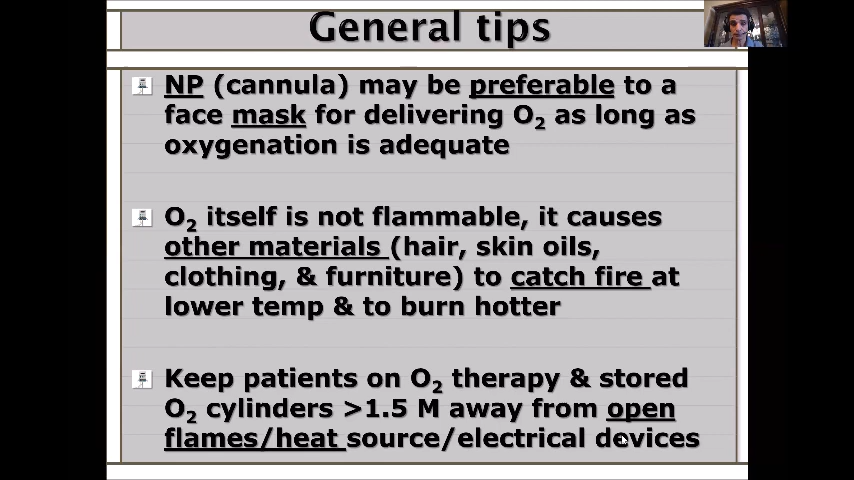 General tips
NP (cannula) may be preferable to a
face mask for delivering O₂ as long as
oxygenation is adequate
O₂ itself is not flammable, it causes
other materials (hair, skin oils,
clothing, & furniture) to catch fire at
lower temp & to burn hotter
Keep patients on O₂ therapy & stored
O₂ cylinders >1.5 M away from open
flames/heat source/electrical devices